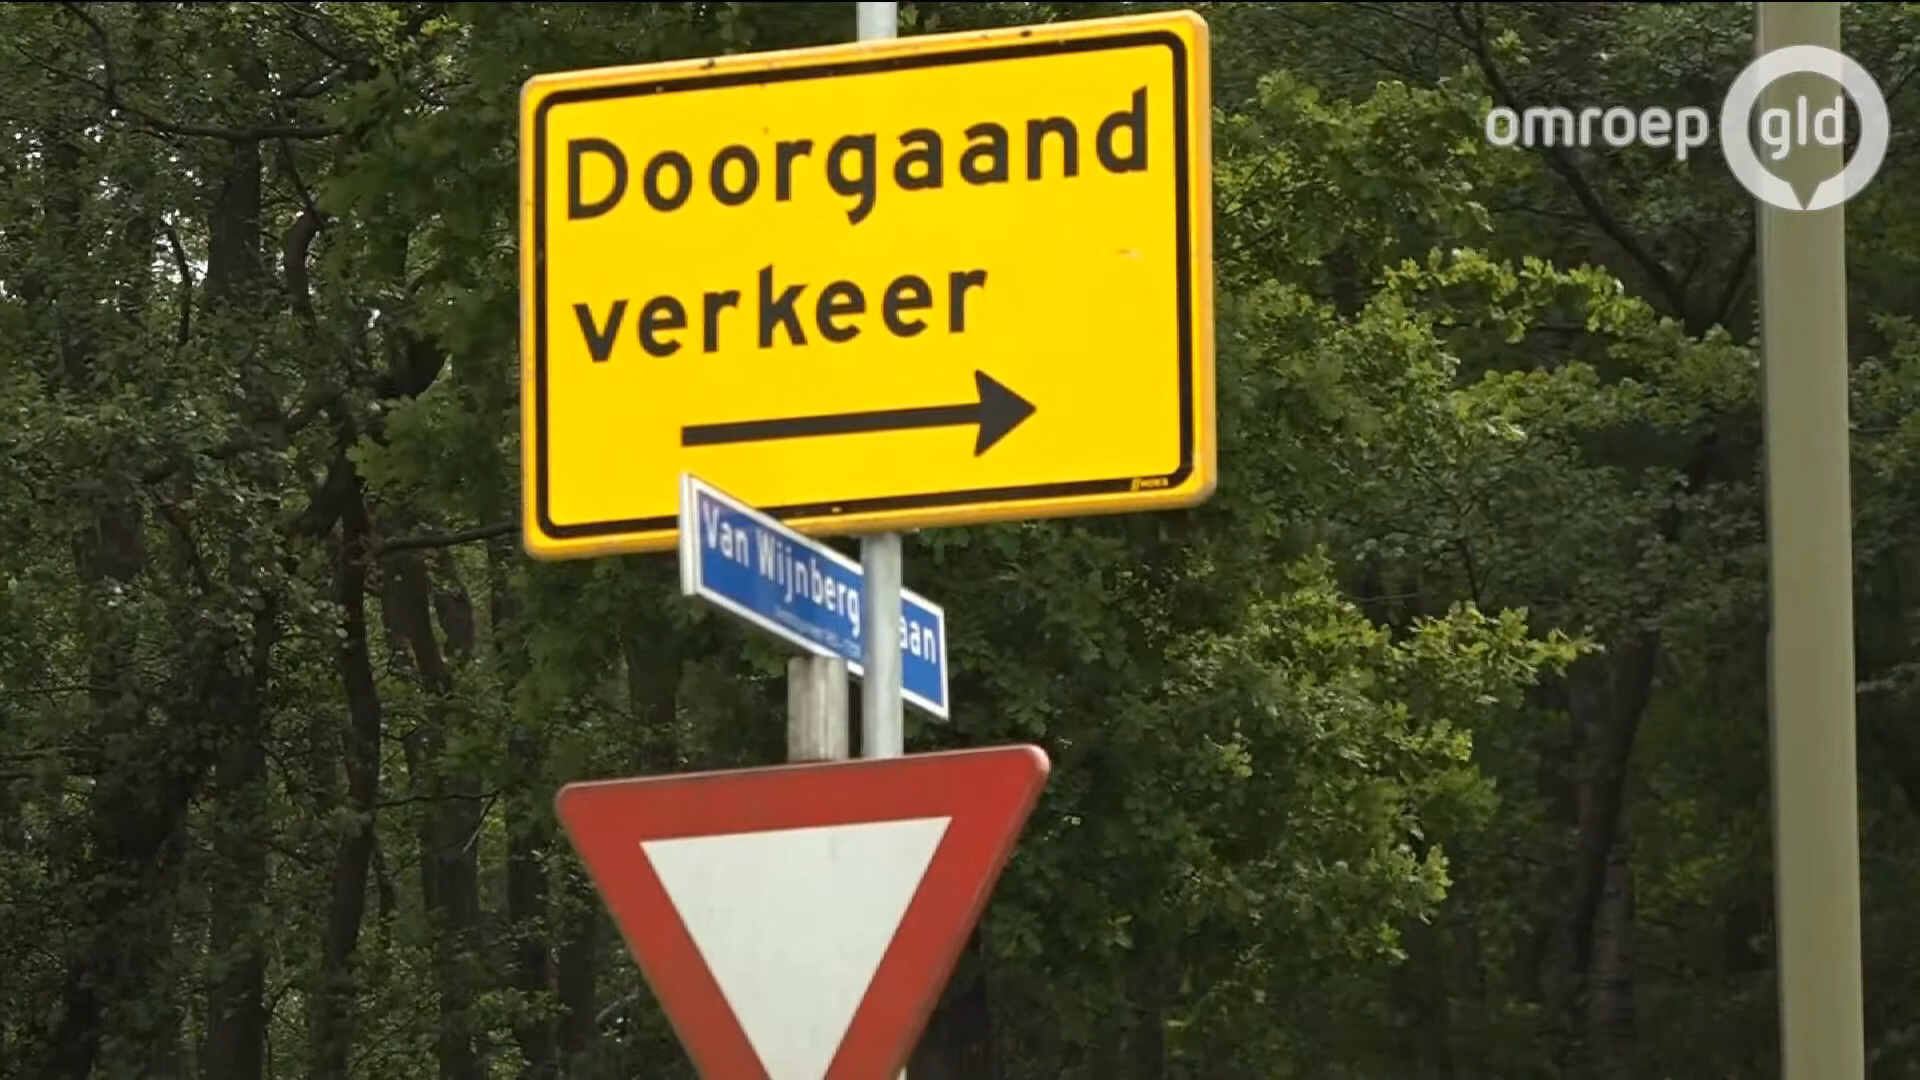 omroep gld
Doorgaand
verkeer
Van Wijnberg aan